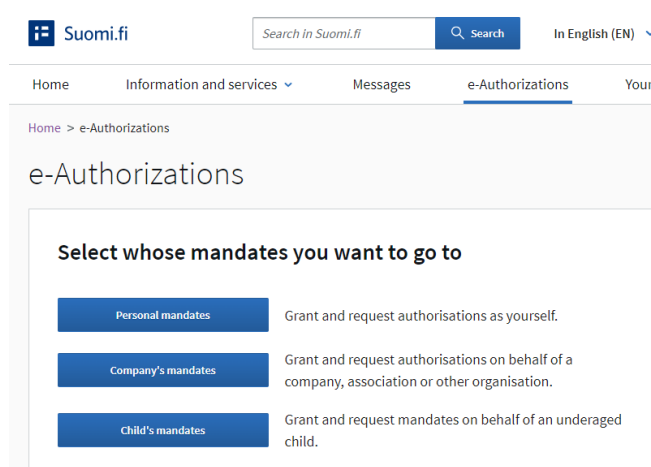 Suomi.fi
Search in Suomi.fi
Search
In English (EN)
Home
Information and services
Messages
e-Authorizations
Your
Home > e-Authorizations
e-Authorizations
Select whose mandates you want to go to
Personal mandates
Grant and request authorisations as yourself.
Company's mandates
Grant and request authorisations on behalf of a
company, association or other organisation.
Child's mandates
Grant and request mandates on behalf of an underaged
child.